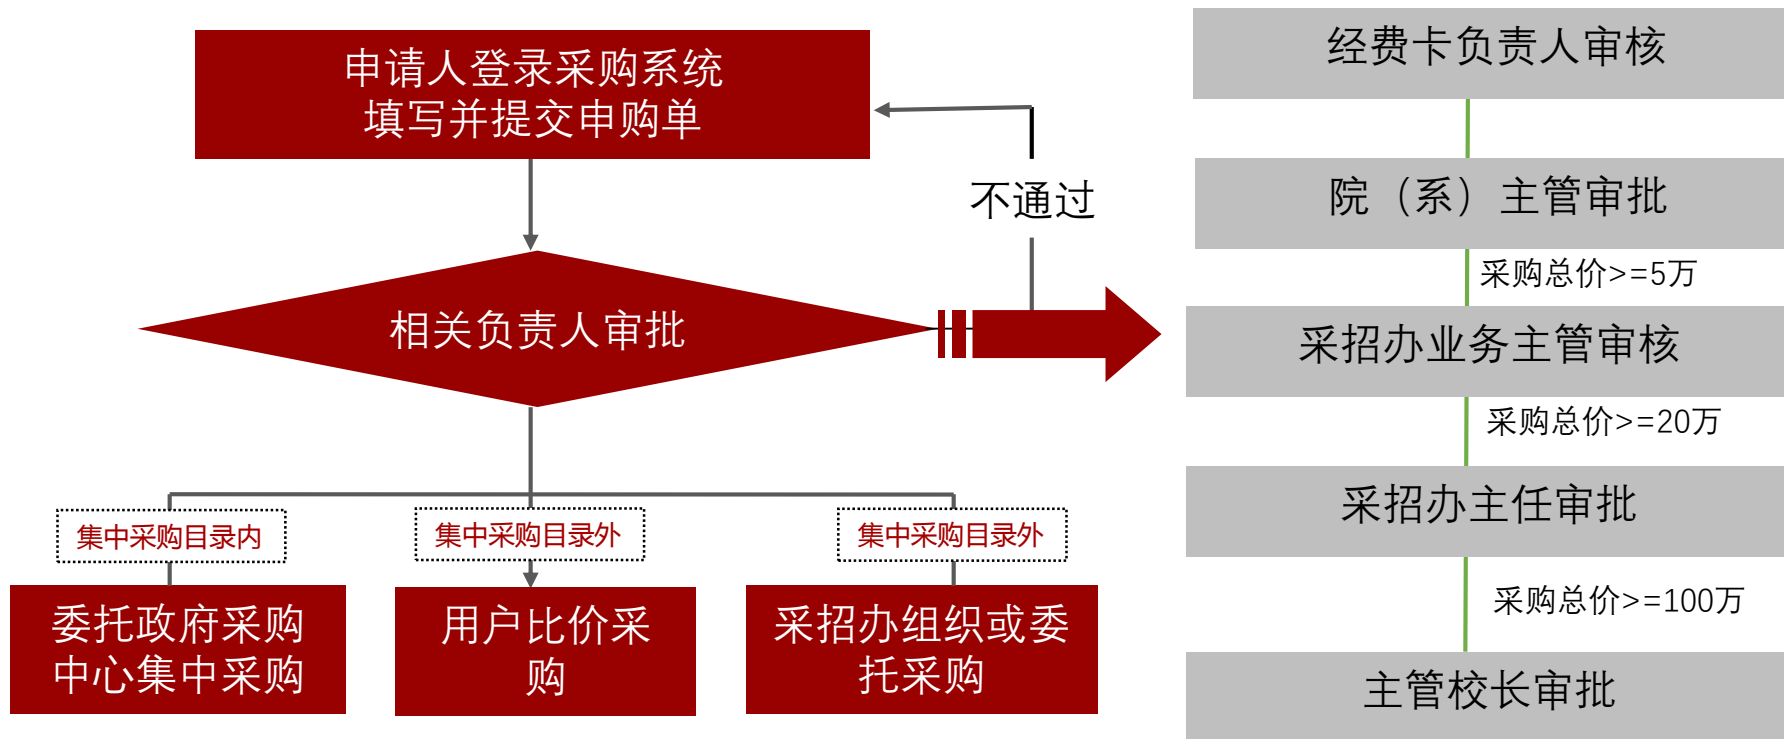 申请人登录采购系统
填写并提交申购单
不通过
相关负责人审批
集中采购目录内
集中采购目录外
集中采购目录外
委托政府采购
中心集中采购
用户比价采
购
采招办组织或委
托采购
经费卡负责人审核
院（系）主管审批
采购总价>=5万
采招办业务主管审核
采购总价>=20万
采招办主任审批
采购总价>=100万
主管校长审批